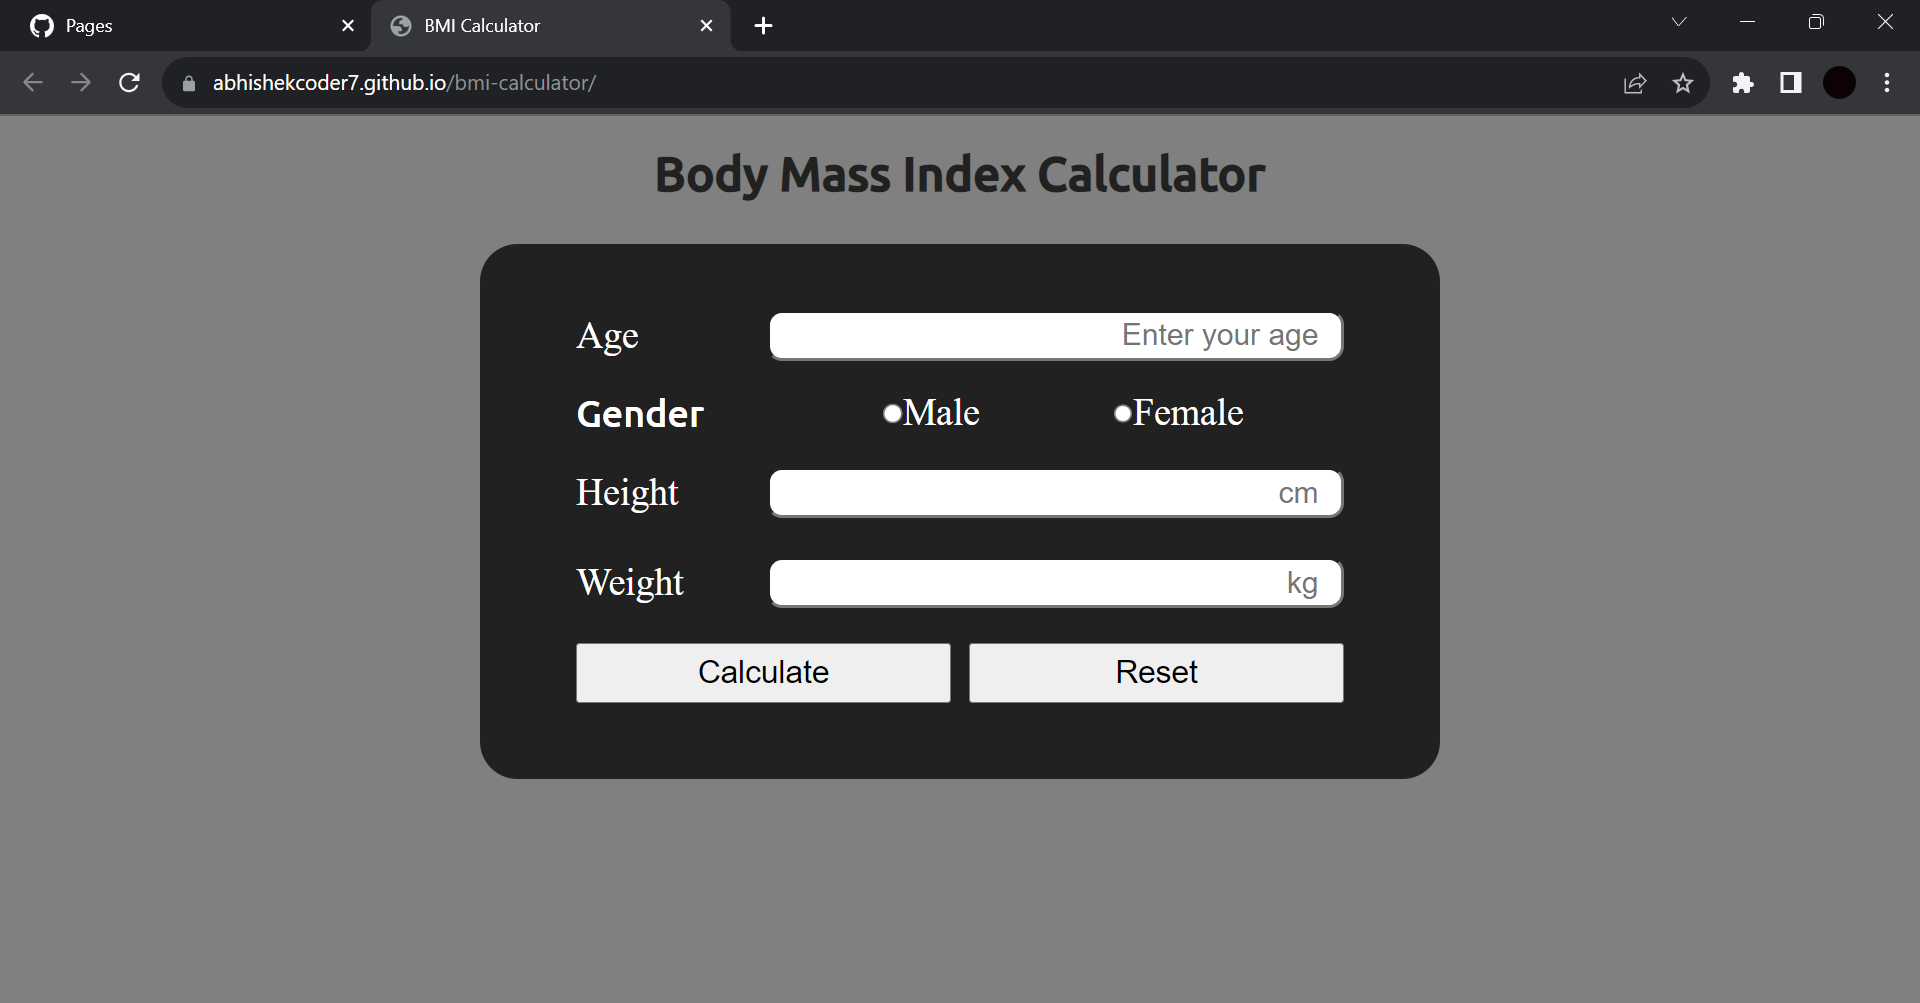 Pages
BMI Calculator
abhishekcoder7.github.io/bmi-calculator/
Body Mass Index Calculator
Age Enter your age
Gender Male Female
Height cm
Weight kg
Calculate Reset